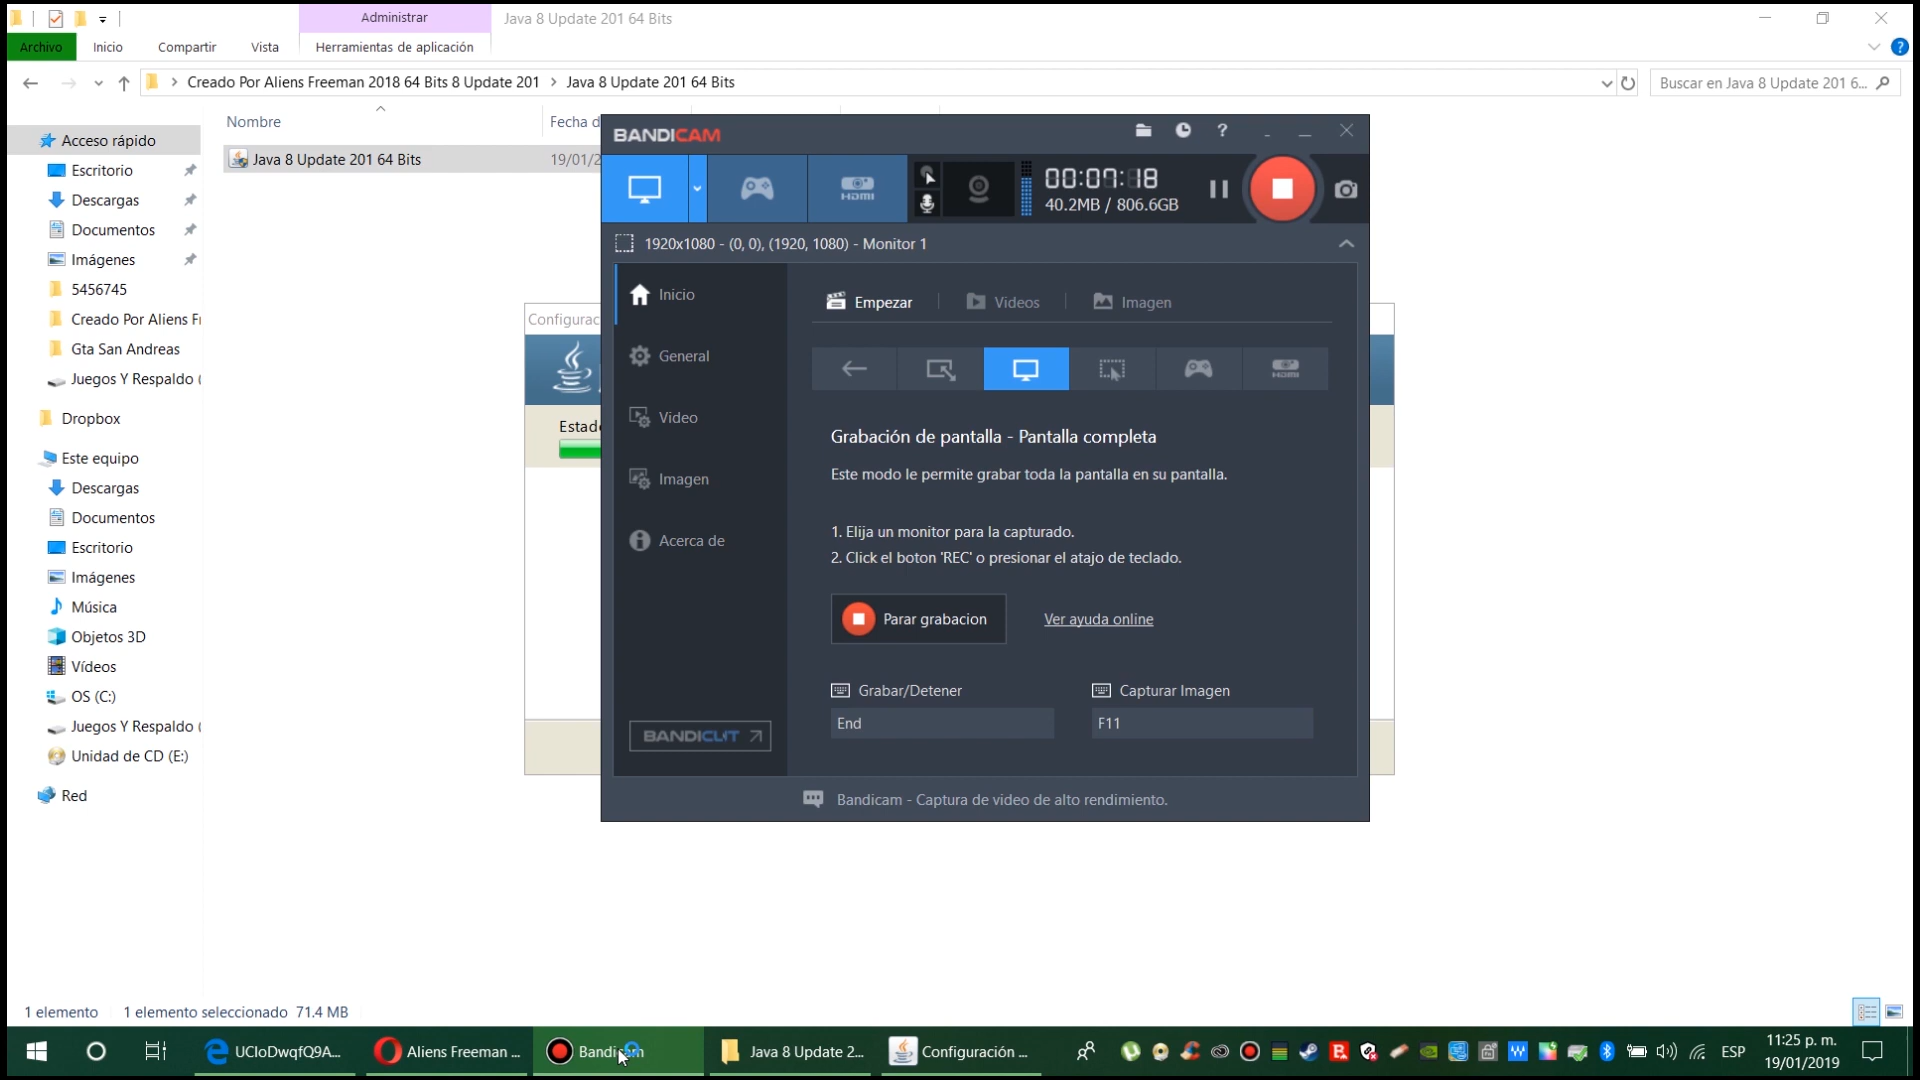 Administrar
Java 8 Update 201 64 Bits
Archivo
Inicio
Compartir
Vista
Herramientas de aplicación
Creado Por Aliens Freeman 2018 64 Bits 8 Update 201
Java 8 Update 201 64 Bits
Buscar en Java 8 Update 201 6...
Nombre
Fecha d
Java 8 Update 201 64 Bits
19/01/2
Acceso rápido
Escritorio
Descargas
Documentos
Imágenes
5456745
Creado Por Aliens Fr
Gta San Andreas
Juegos Y Respaldo (
Dropbox
Este equipo
Descargas
Documentos
Escritorio
Imágenes
Música
Objetos 3D
Vídeos
OS (C:)
Juegos Y Respaldo (
Unidad de CD (E:)
Red
Configurac
Estado
BANDICAM
?
HDMI
00:07:18
40.2MB / 806.6GB
1920x1080 - (0, 0), (1920, 1080) - Monitor 1
Inicio
General
Video
Imagen
Acerca de
BANDICUT
Empezar
Videos
Imagen
HDMI
Grabación de pantalla - Pantalla completa
Este modo le permite grabar toda la pantalla en su pantalla.
1. Elija un monitor para la capturado.
2. Click el boton 'REC' o presionar el atajo de teclado.
Parar grabacion
Ver ayuda online
Grabar/Detener
Capturar Imagen
End
F11
Bandicam - Captura de video de alto rendimiento.
1 elemento
1 elemento seleccionado 71.4 MB
UCIoDwqfQ9A...
Aliens Freeman ...
Bandicam
Java 8 Update 2...
Configuración ...
ESP
11:25 p. m.
19/01/2019